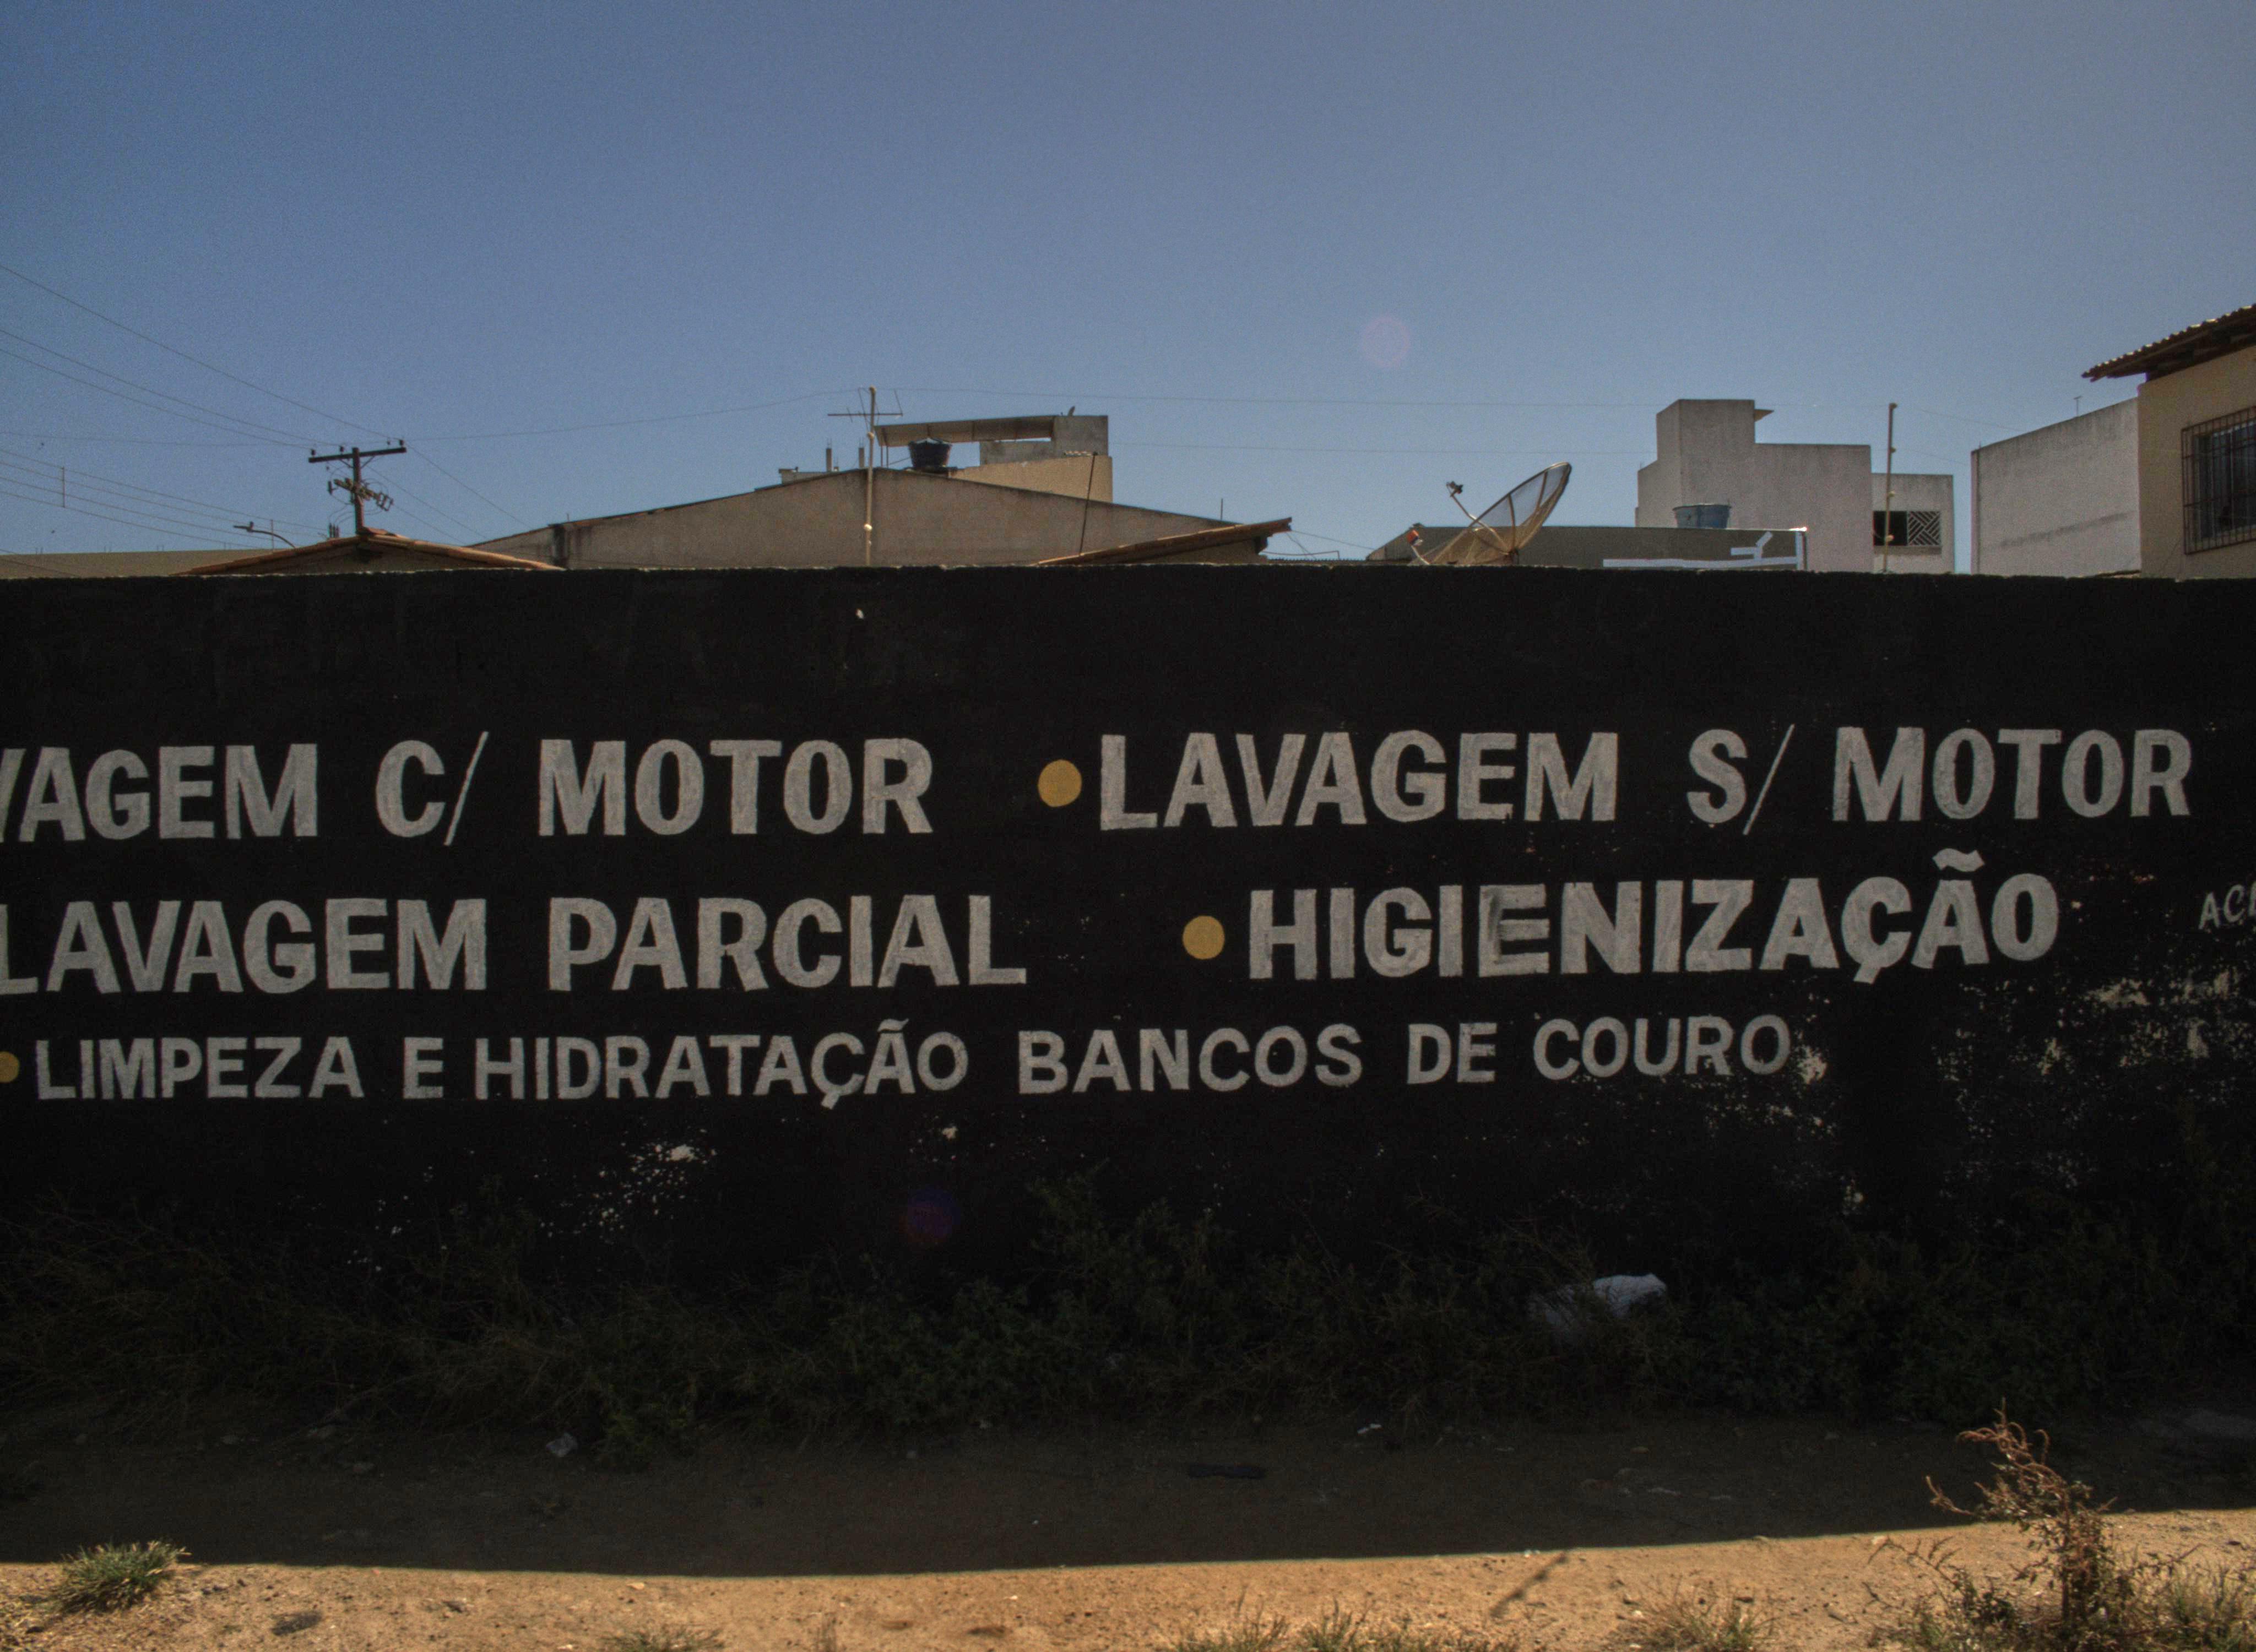 VAGEM C/ MOTOR • LAVAGEM S/ MOTOR
LAVAGEM PARCIAL • HIGIENIZAÇÃO
• LIMPEZA E HIDRATAÇÃO BANCOS DE COURO